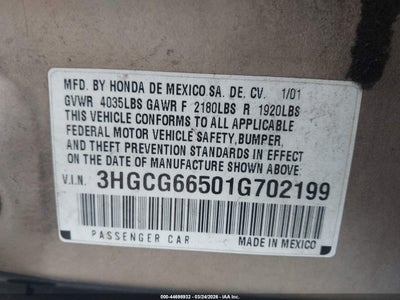 MFD. BY HONDA DE MEXICO SA. DE. CV. 1/01
GVWR 4035LBS GAWR F 2180LBS R 1920LBS
THIS VEHICLE CONFORMS TO ALL APPLICABLE
FEDERAL MOTOR VEHICLE SAFETY,BUMPER,
AND THEFT PREVENTION STANDARDS IN EFFECT
ON THE DATE OF MANUFACTURE SHOWN ABOVE.
V.I.N. 3HGCG66501G702199
PASSENGER CAR MADE IN MEXICO
000-44698932 - 03/24/2026 - IAA Inc.